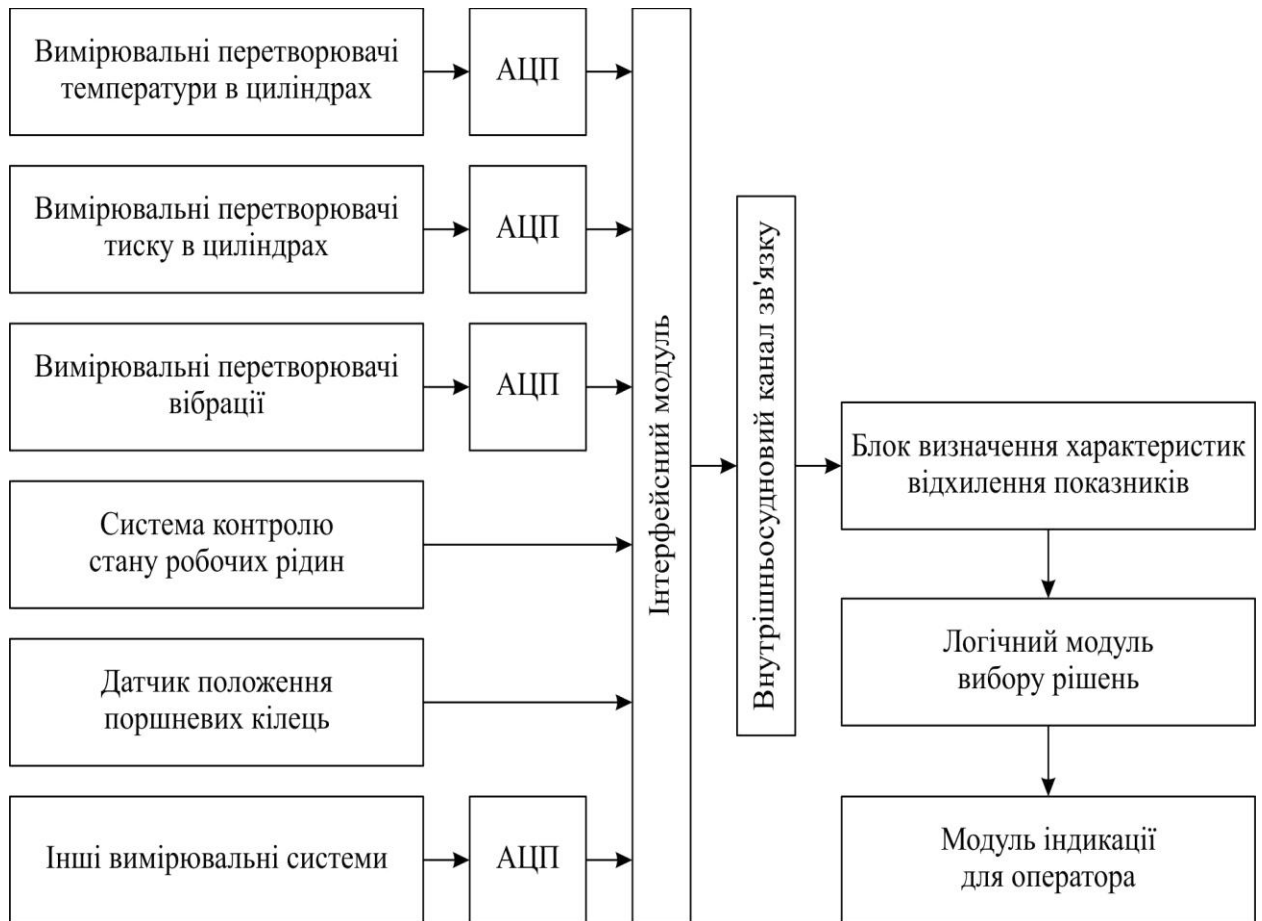 Вимірювальні перетворювачі
температури в циліндрах
АЦП
Вимірювальні перетворювачі
тиску в циліндрах
АЦП
Вимірювальні перетворювачі
вібрації
АЦП
Система контролю
стану робочих рідин
Датчик положення
поршневих кілець
Інші вимірювальні системи
АЦП
Інтерфейсний модуль
Внутрішньосудновий канал зв'язку
Блок визначення характеристик
відхилення показників
Логічний модуль
вибору рішень
Модуль індикації
для оператора